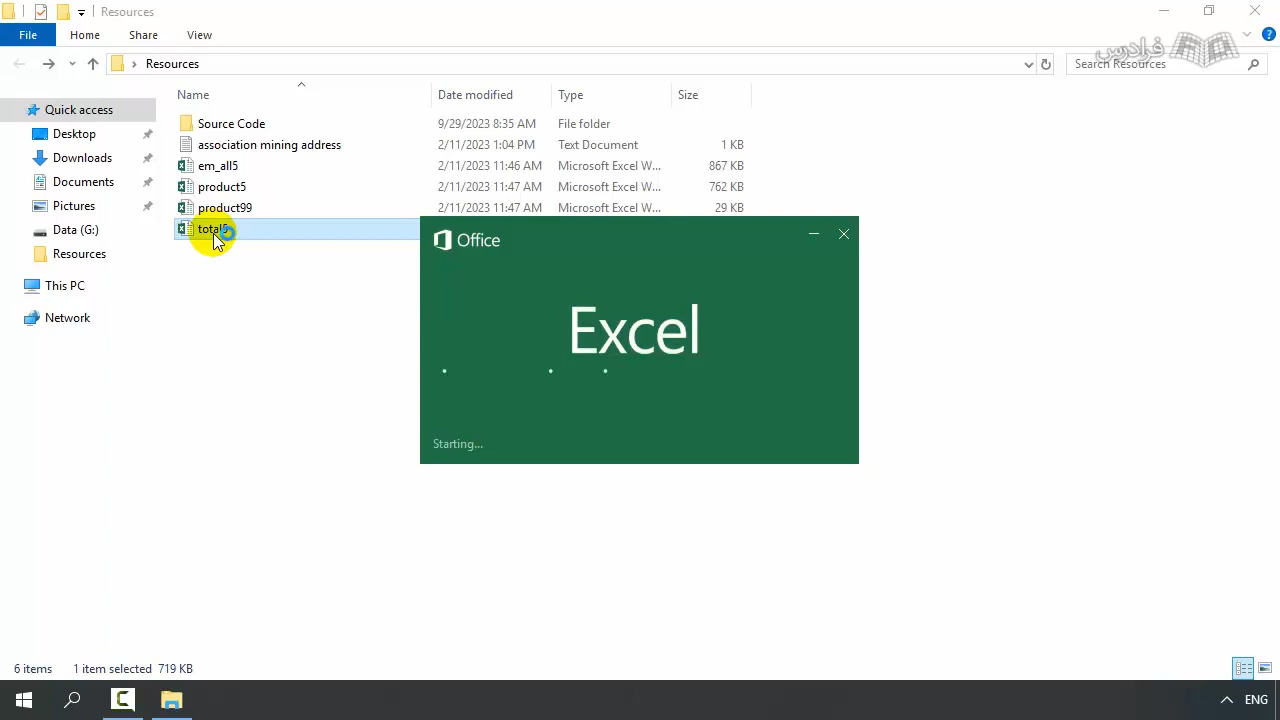 Resources
File
Home
Share
View
فرادرس
Resources
Search Resources
Name
Date modified
Type
Size
Quick access
Desktop
Downloads
Documents
Pictures
Data (G:)
Resources
This PC
Network
Source Code 9/29/2023 8:35 AM File folder
association mining address 2/11/2023 1:04 PM Text Document 1 KB
em_all5 2/11/2023 11:46 AM Microsoft Excel W... 867 KB
product5 2/11/2023 11:47 AM Microsoft Excel W... 762 KB
product99 2/11/2023 11:47 AM Microsoft Excel W... 29 KB
total5
Office
Excel
Starting...
6 items 1 item selected 719 KB
ENG